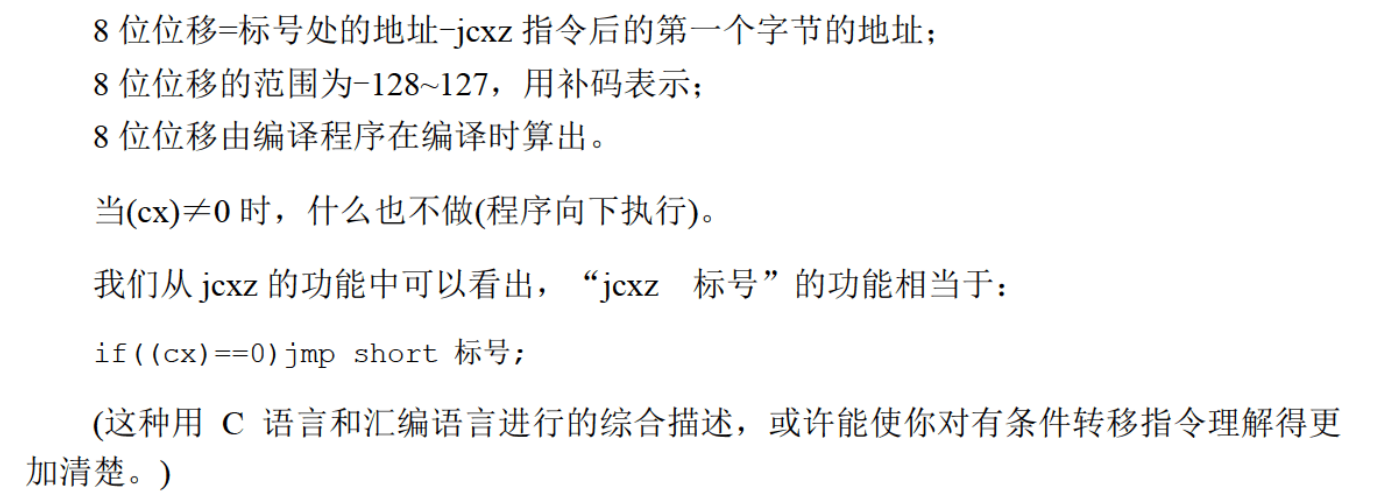 8 位位移=标号处的地址-jcxz 指令后的第一个字节的地址；
8 位位移的范围为-128~127，用补码表示；
8 位位移由编译程序在编译时算出。
当(cx)≠0 时，什么也不做(程序向下执行)。
我们从 jcxz 的功能中可以看出，“jcxz 标号”的功能相当于：
if((cx)==0)jmp short 标号;
(这种用 C 语言和汇编语言进行的综合描述，或许能使你对有条件转移指令理解得更
加清楚。)